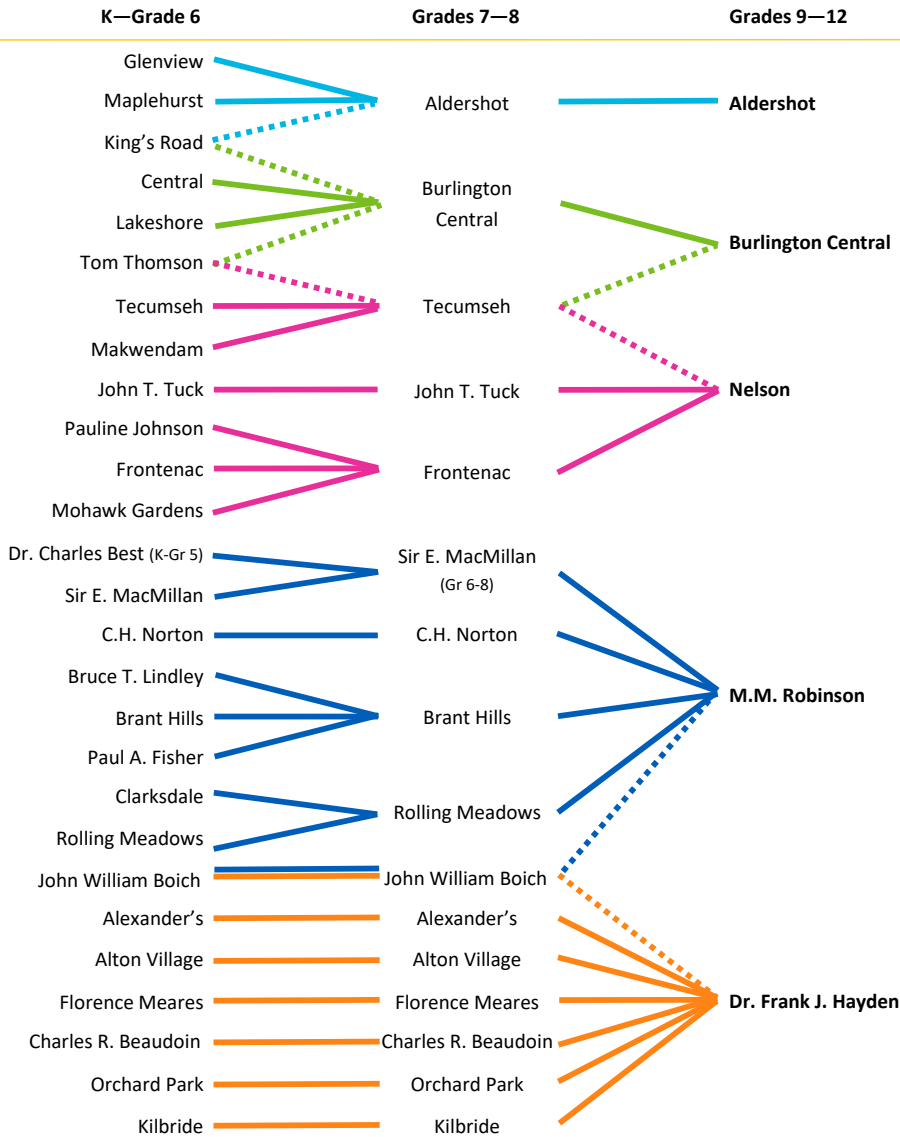 K—Grade 6 Grades 7—8 Grades 9—12
Glenview
Maplehurst Aldershot Aldershot
King’s Road
Central Burlington
Central
Lakeshore
Burlington Central
Tom Thomson
Tecumseh Tecumseh
Makwendam
John T. Tuck John T. Tuck Nelson
Pauline Johnson
Frontenac Frontenac
Mohawk Gardens
Dr. Charles Best (K-Gr 5) Sir E. MacMillan
(Gr 6-8)
Sir E. MacMillan
C.H. Norton C.H. Norton
Bruce T. Lindley
M.M. Robinson
Brant Hills Brant Hills
Paul A. Fisher
Clarksdale
Rolling Meadows
Rolling Meadows
John William Boich John William Boich
Alexander’s Alexander’s
Alton Village Alton Village
Florence Meares Florence Meares Dr. Frank J. Hayden
Charles R. Beaudoin Charles R. Beaudoin
Orchard Park Orchard Park
Kilbride Kilbride